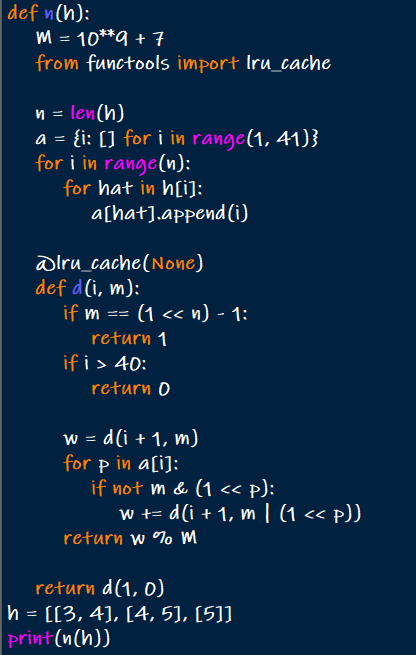 def n(h):
    M = 10**9 + 7
    from functools import lru_cache

    n = len(h)
    a = {i: [] for i in range(1, 41)}
    for i in range(n):
        for hat in h[i]:
            a[hat].append(i)

    @lru_cache(None)
    def d(i, m):
        if m == (1 << n) - 1:
            return 1
        if i > 40:
            return 0

        w = d(i + 1, m)
        for p in a[i]:
            if not m & (1 << p):
                w += d(i + 1, m | (1 << p))
        return w % M

    return d(1, 0)
h = [[3, 4], [4, 5], [5]]
print(n(h))